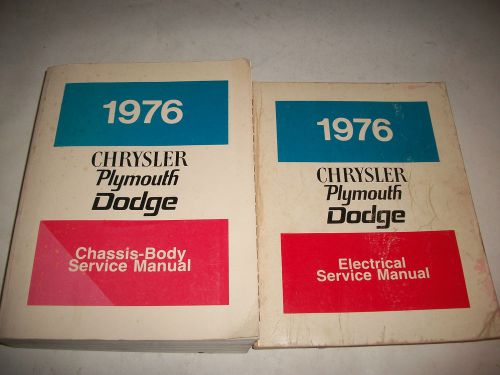 1976
CHRYSLER
Plymouth
Dodge
Chassis-Body
Service Manual
1976
CHRYSLER
Plymouth
Dodge
Electrical
Service Manual